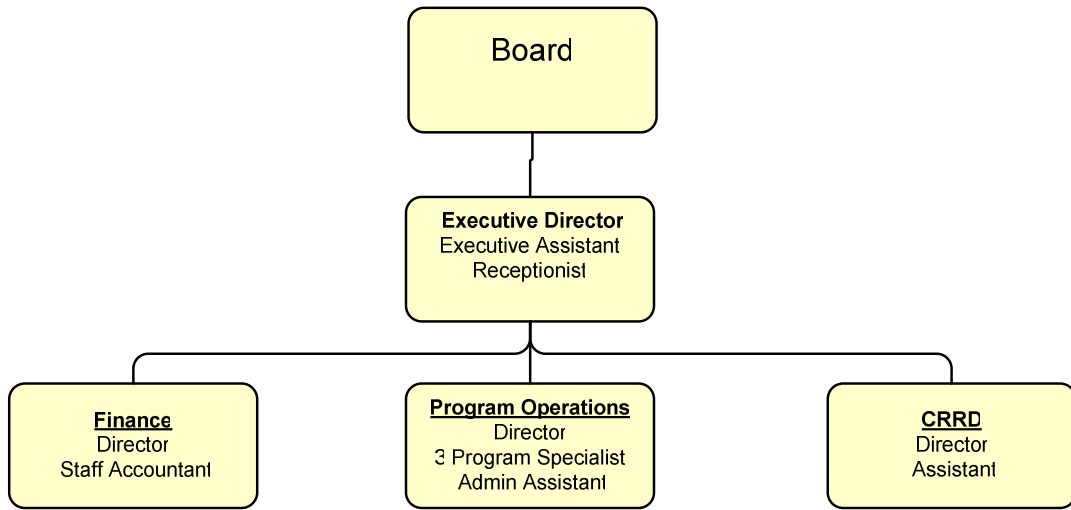 Board
Executive Director
Executive Assistant
Receptionist
Finance
Director
Staff Accountant
Program Operations
Director
3 Program Specialist
Admin Assistant
CRRD
Director
Assistant